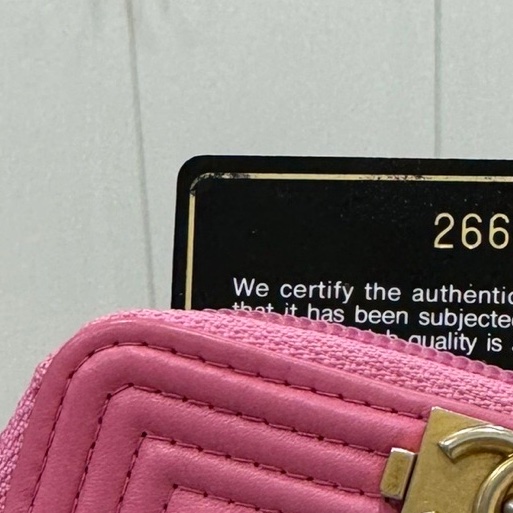 266
We certify the authentic
that it has been subjected
quality is